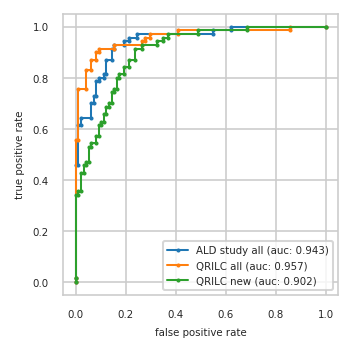 1.0
0.8
0.6
0.4
0.2
0.0
true positive rate
ALD study all (auc: 0.943)
QRILC all (auc: 0.957)
QRILC new (auc: 0.902)
0.0 0.2 0.4 0.6 0.8 1.0
false positive rate